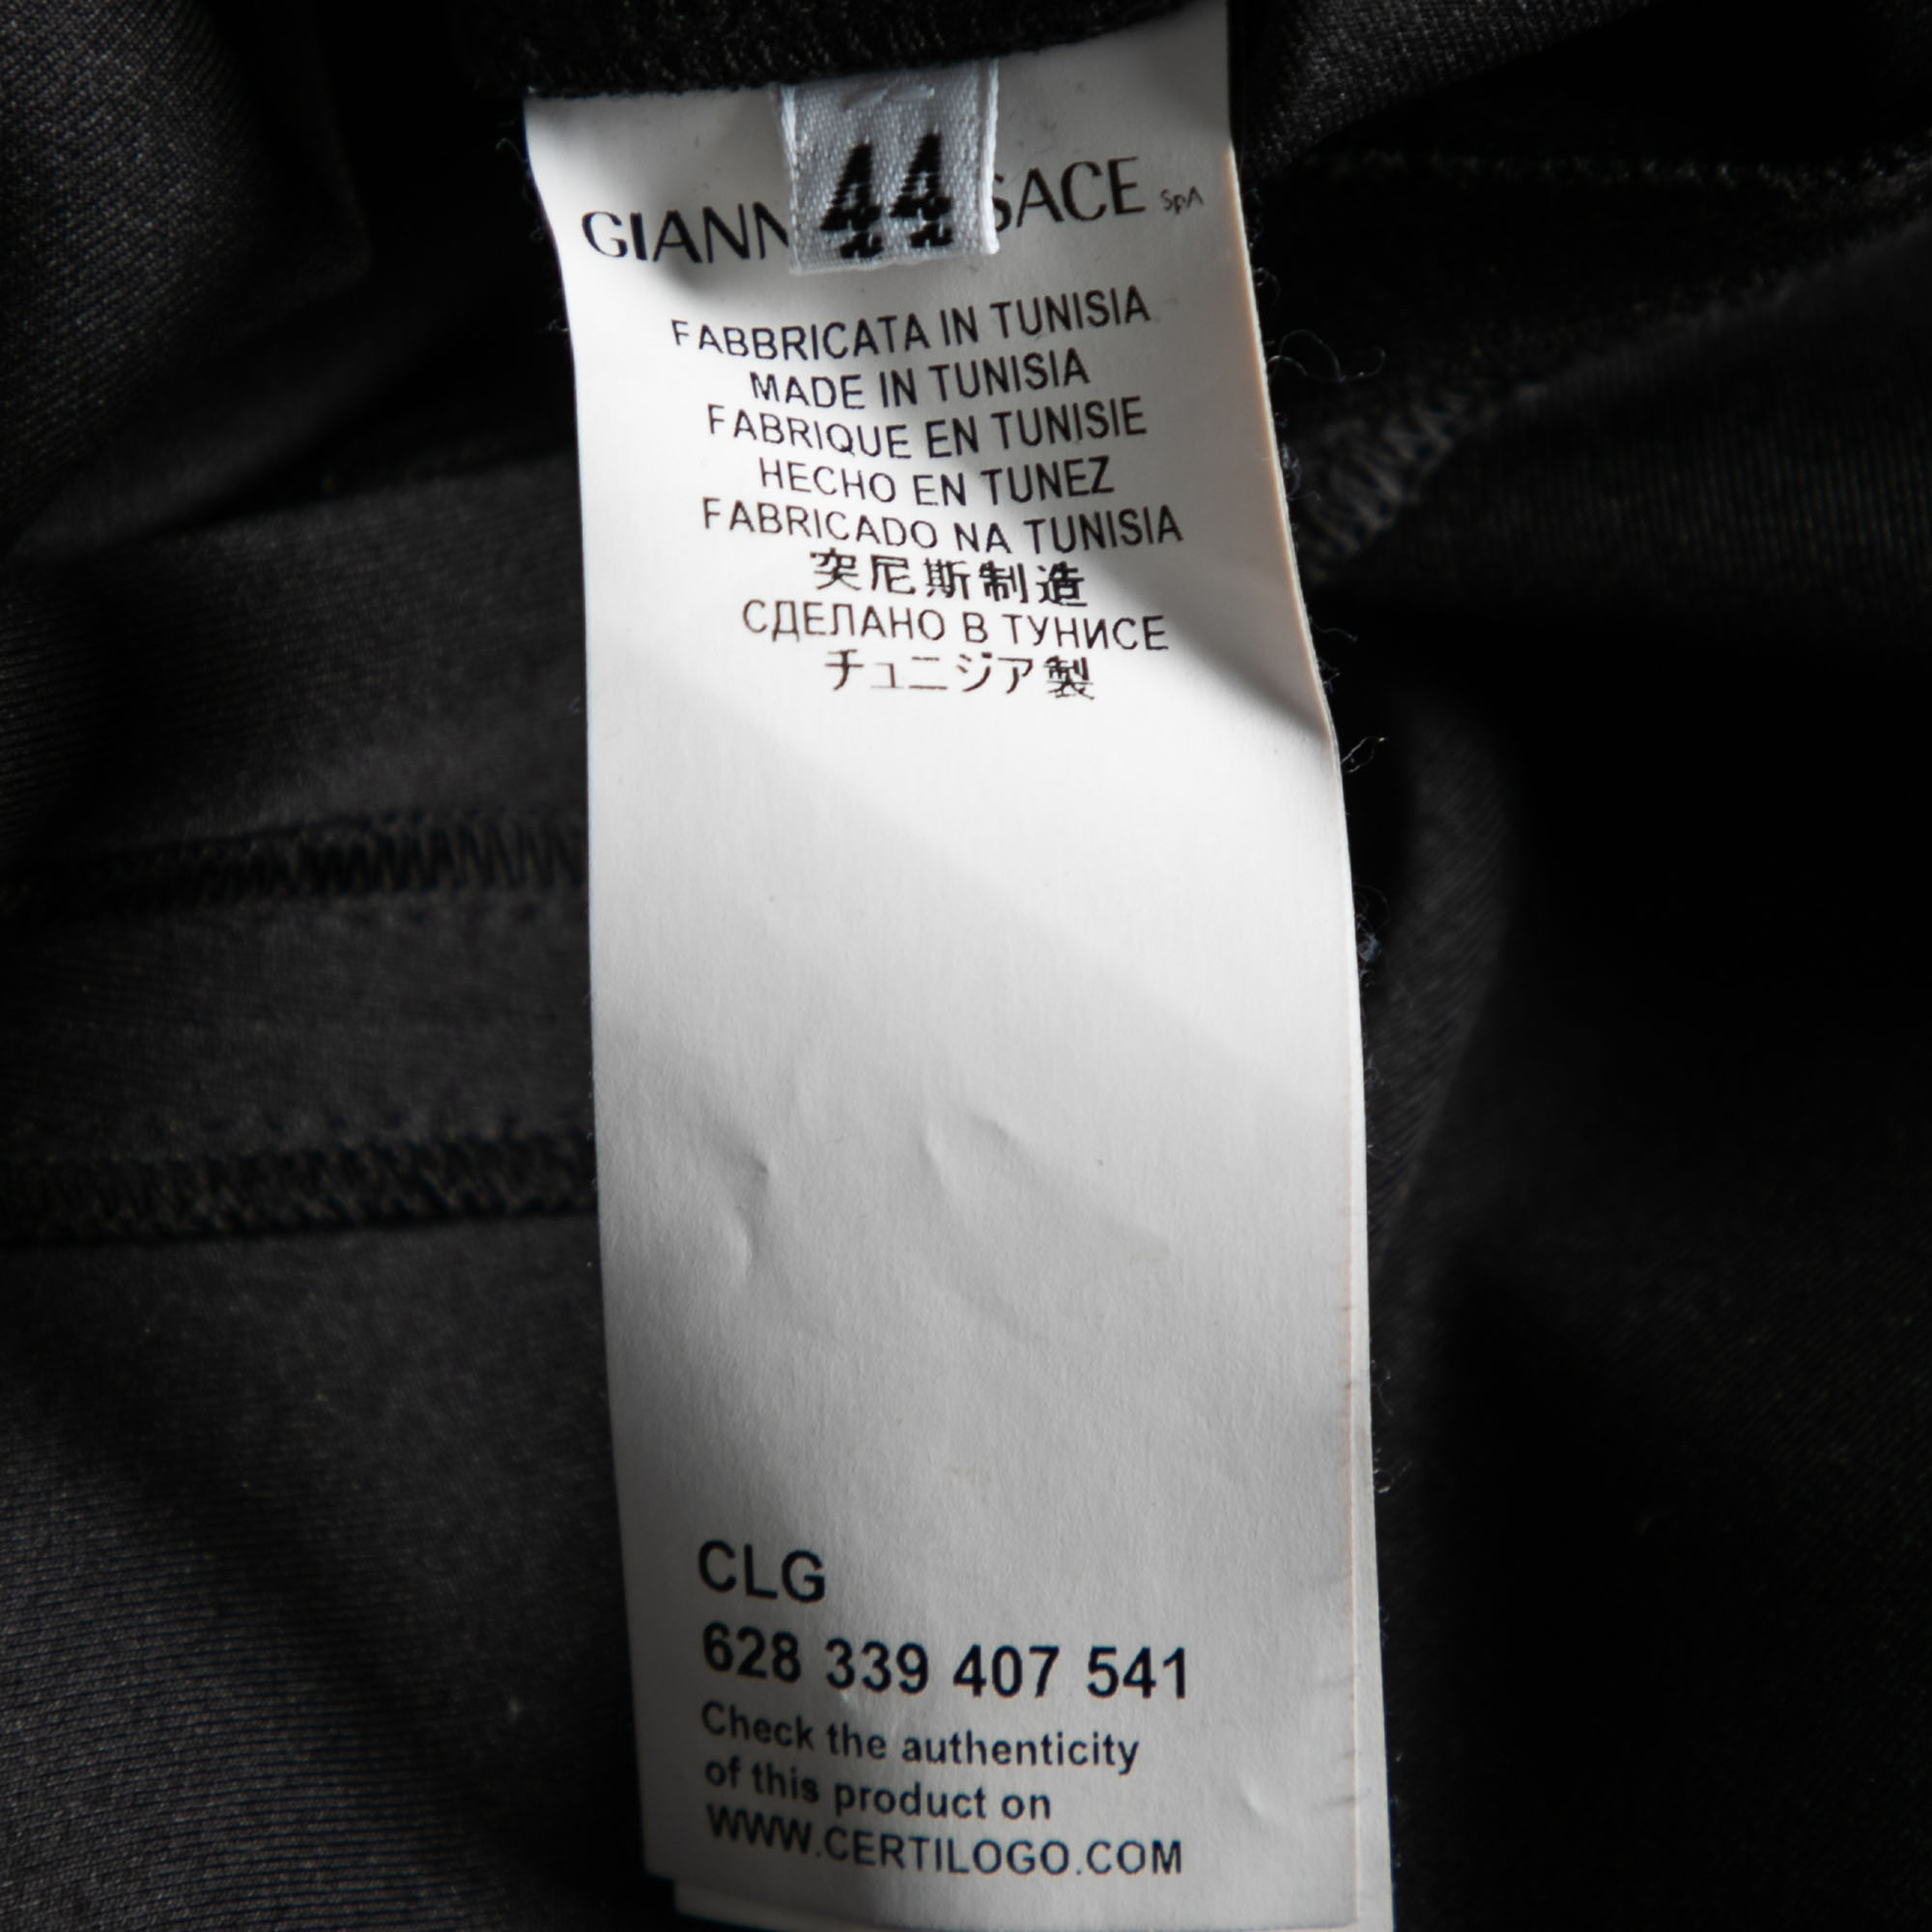 44
GIANN SACE SpA
FABBRICATA IN TUNISIA
MADE IN TUNISIA
FABRIQUE EN TUNISIE
HECHO EN TUNEZ
FABRICADO NA TUNISIA
突尼斯制造
СДЕЛАНО В ТУНИСЕ
チュニジア製
CLG
628 339 407 541
Check the authenticity
of this product on
WWW.CERTILOGO.COM